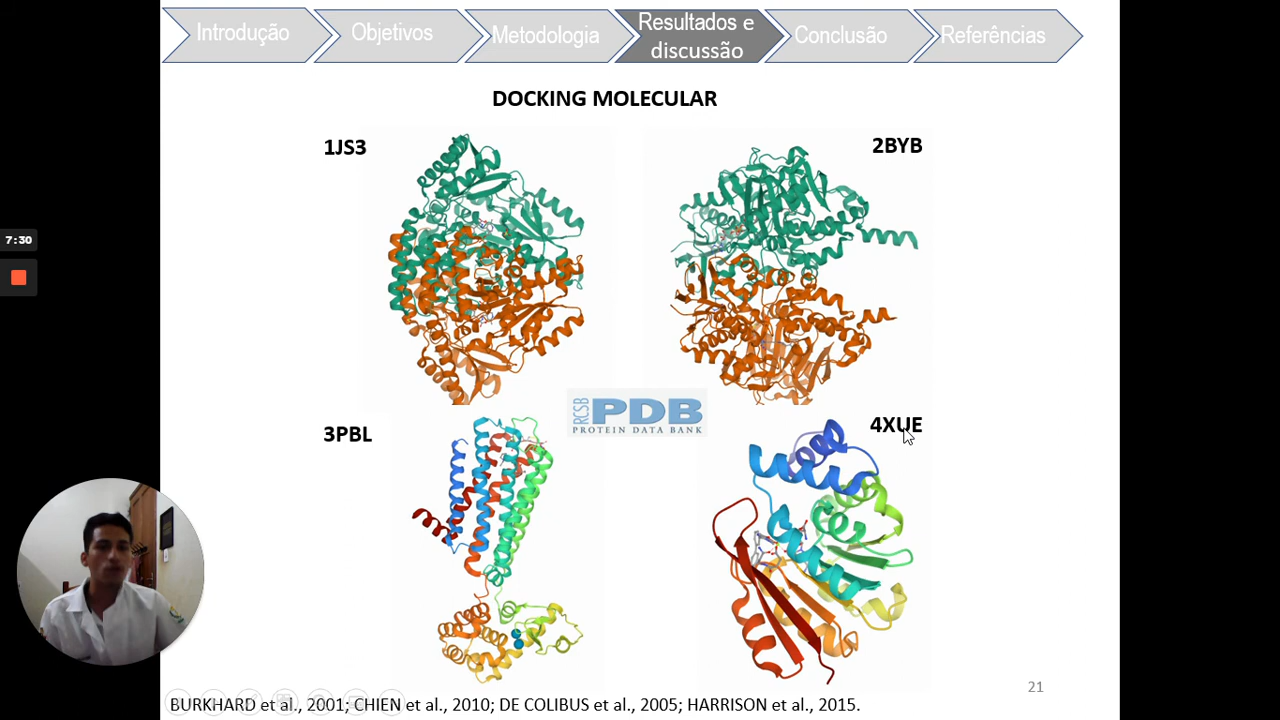 Introdução
Objetivos
Metodologia
Resultados e
discussão
Conclusão
Referências
DOCKING MOLECULAR
1JS3
2BYB
7:30
RCSB
PDB
PROTEIN DATA BANK
3PBL
4XUE
21
BURKHARD et al., 2001; CHIEN et al., 2010; DE COLIBUS et al., 2005; HARRISON et al., 2015.